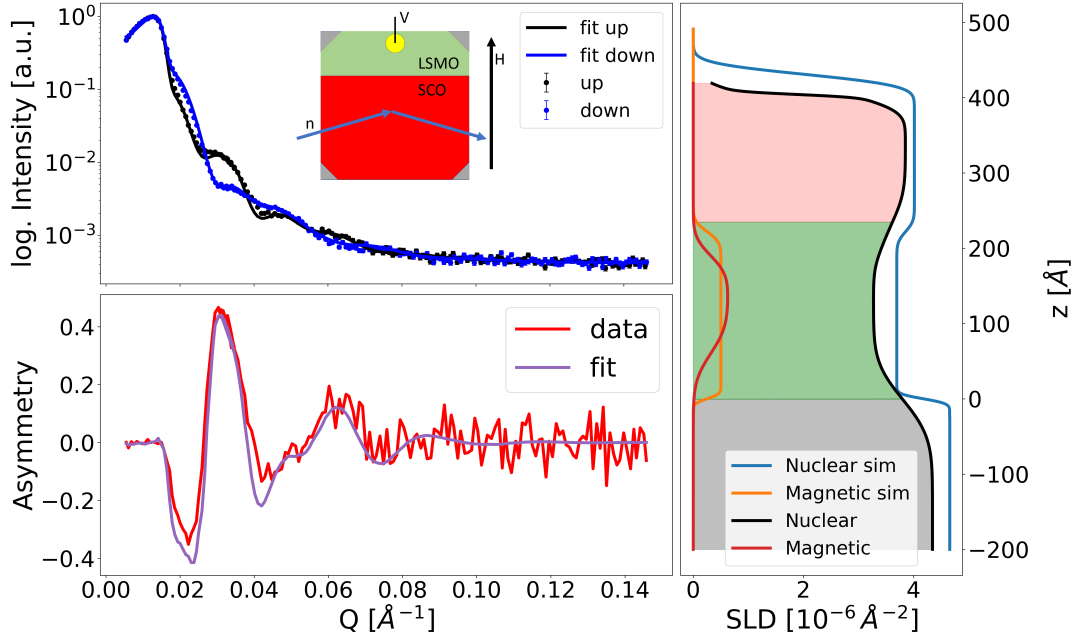 log. Intensity [a.u.]
10⁰
10⁻¹
10⁻²
10⁻³
V
LSMO
SCO
n
H
fit up
fit down
up
down
Asymmetry
0.4
0.2
0.0
−0.2
−0.4
data
fit
0.00 0.02 0.04 0.06 0.08 0.10 0.12 0.14
Q [Å⁻¹]
500
400
300
200
100
0
−100
−200
z [Å]
Nuclear sim
Magnetic sim
Nuclear
Magnetic
0 2 4
SLD [10⁻⁶ Å⁻²]